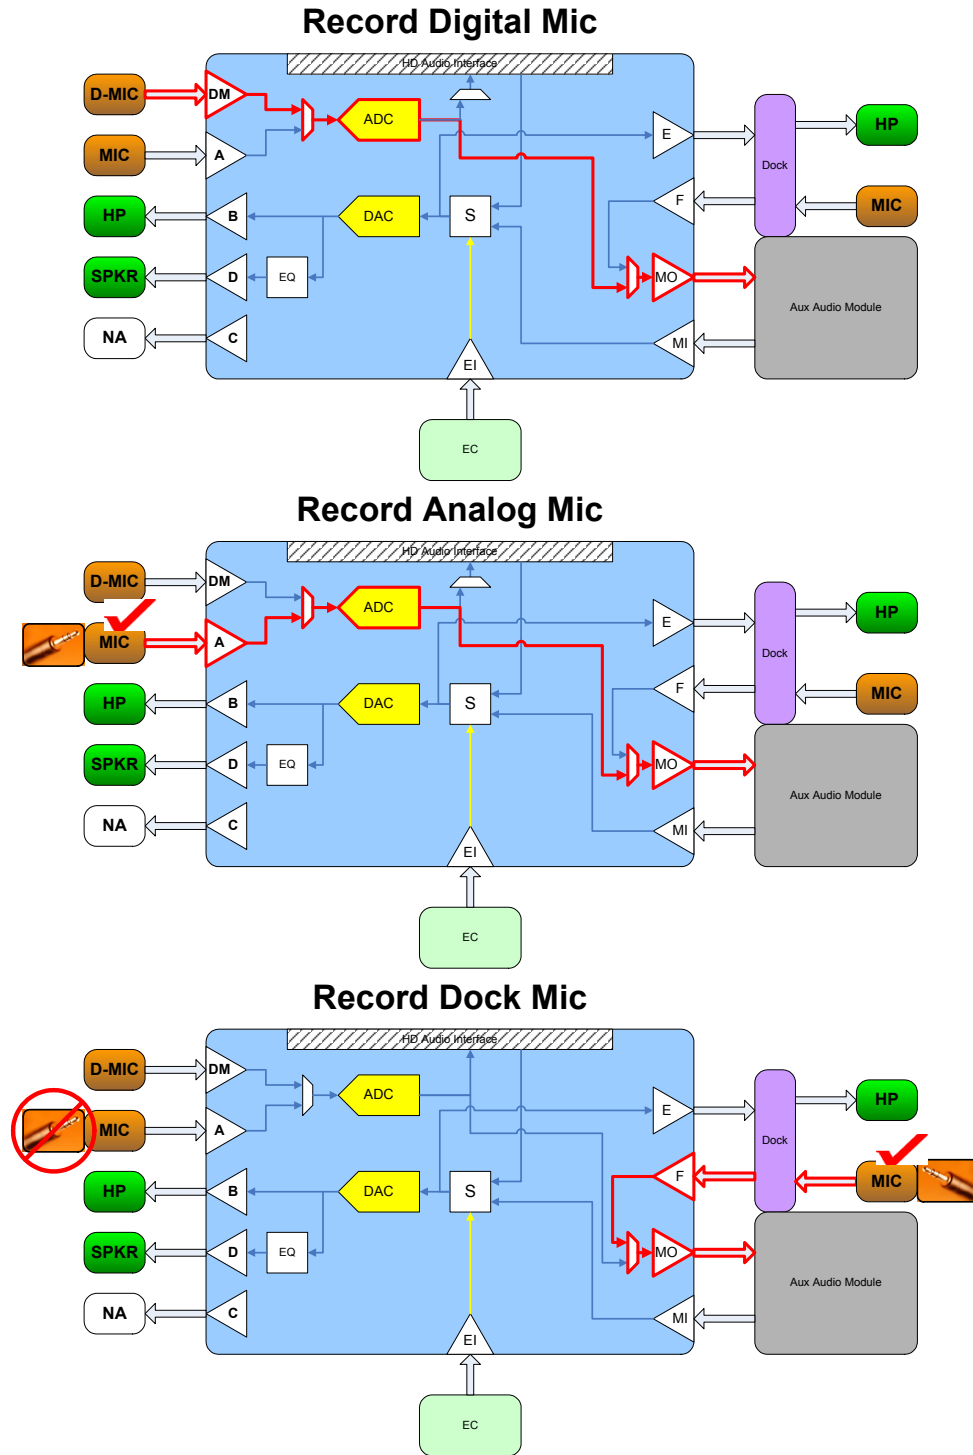 Record Digital Mic
HD Audio Interface
D-MIC
DM
ADC
HP
MIC
A
E
Dock
HP
B
DAC
S
F
MIC
SPKR
D
EQ
MO
Aux Audio Module
NA
C
EI
MI
EC
Record Analog Mic
HD Audio Interface
D-MIC
DM
ADC
HP
MIC
A
E
Dock
HP
B
DAC
S
F
MIC
SPKR
D
EQ
MO
Aux Audio Module
NA
C
EI
MI
EC
Record Dock Mic
HD Audio Interface
D-MIC
DM
ADC
HP
MIC
A
E
Dock
HP
B
DAC
S
F
MIC
SPKR
D
EQ
MO
Aux Audio Module
NA
C
EI
MI
EC